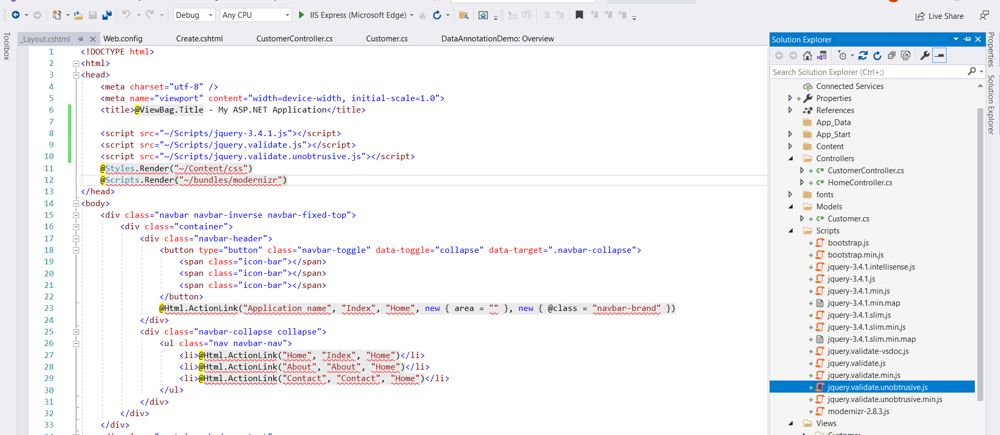 Debug
Any CPU
IIS Express (Microsoft Edge)
Live Share
Toolbox
_Layout.cshtml
Web.config
Create.cshtml
CustomerController.cs
Customer.cs
DataAnnotationDemo: Overview
1 <!DOCTYPE html>
2 <html>
3 <head>
4 <meta charset="utf-8" />
5 <meta name="viewport" content="width=device-width, initial-scale=1.0">
6 <title>@ViewBag.Title - My ASP.NET Application</title>
7
8 <script src="~/Scripts/jquery-3.4.1.js"></script>
9 <script src="~/Scripts/jquery.validate.js"></script>
10 <script src="~/Scripts/jquery.validate.unobtrusive.js"></script>
11 @Styles.Render("~/Content/css")
12 @Scripts.Render("~/bundles/modernizr")
13 </head>
14 <body>
15 <div class="navbar navbar-inverse navbar-fixed-top">
16 <div class="container">
17 <div class="navbar-header">
18 <button type="button" class="navbar-toggle" data-toggle="collapse" data-target=".navbar-collapse">
19 <span class="icon-bar"></span>
20 <span class="icon-bar"></span>
21 <span class="icon-bar"></span>
22 </button>
23 @Html.ActionLink("Application name", "Index", "Home", new { area = "" }, new { @class = "navbar-brand" })
24 </div>
25 <div class="navbar-collapse collapse">
26 <ul class="nav navbar-nav">
27 <li>@Html.ActionLink("Home", "Index", "Home")</li>
28 <li>@Html.ActionLink("About", "About", "Home")</li>
29 <li>@Html.ActionLink("Contact", "Contact", "Home")</li>
30 </ul>
31 </div>
32 </div>
33 </div>
Solution Explorer
Search Solution Explorer (Ctrl+;)
Connected Services
Properties
References
App_Data
App_Start
Content
Controllers
C# CustomerController.cs
C# HomeController.cs
fonts
Models
C# Customer.cs
Scripts
bootstrap.js
bootstrap.min.js
jquery-3.4.1.intellisense.js
jquery-3.4.1.js
jquery-3.4.1.min.js
jquery-3.4.1.min.map
jquery-3.4.1.slim.js
jquery-3.4.1.slim.min.js
jquery-3.4.1.slim.min.map
jquery.validate-vsdoc.js
jquery.validate.js
jquery.validate.min.js
jquery.validate.unobtrusive.js
jquery.validate.unobtrusive.min.js
modernizr-2.8.3.js
Views
Properties
Solution Explorer